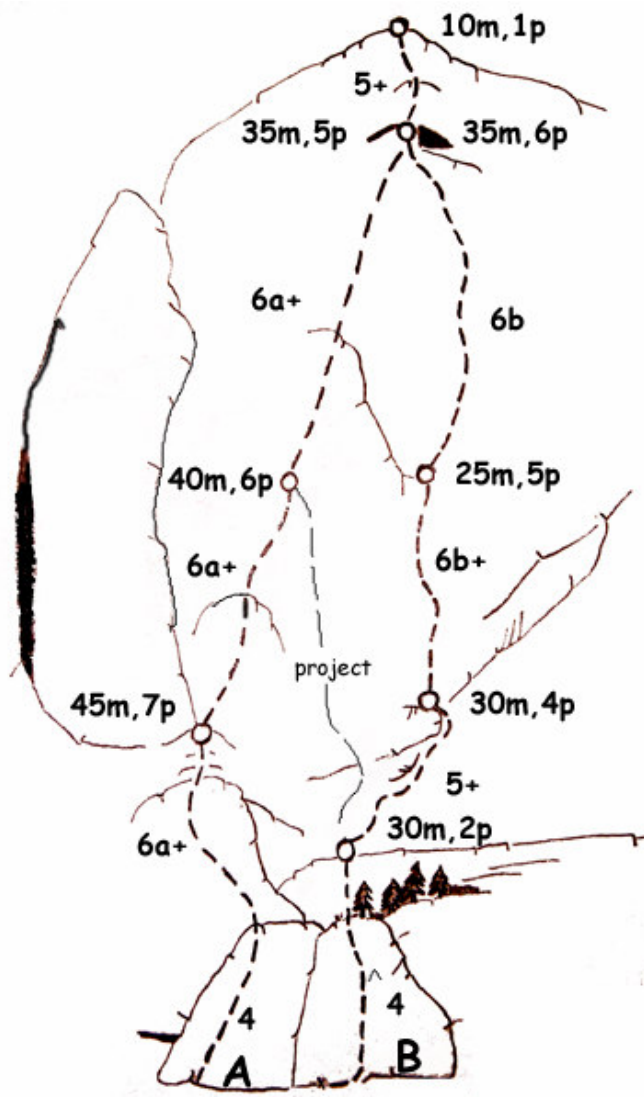 10m,1p
5+
35m,5p
35m,6p
6a+
6b
40m,6p
25m,5p
6a+
6b+
project
45m,7p
30m,4p
5+
6a+
30m,2p
4
4
A
B